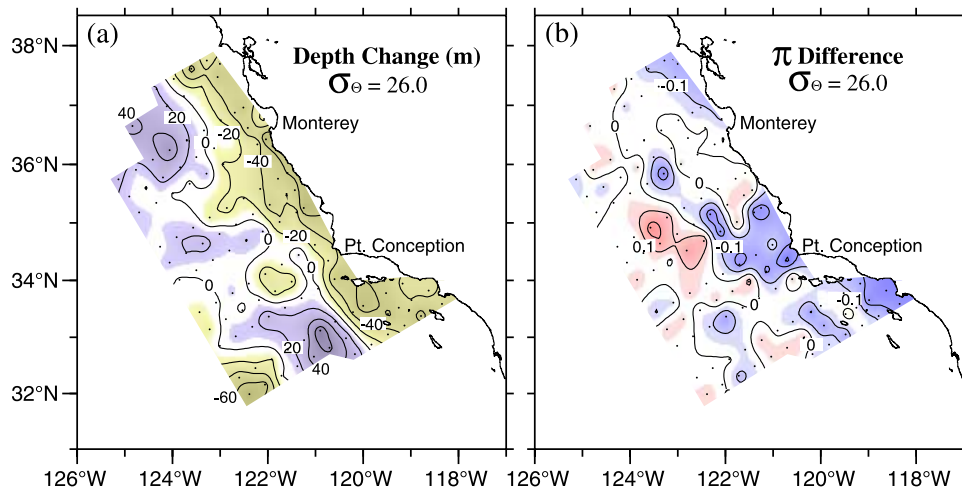 (a)
Depth Change (m)
σΘ = 26.0
40
20
0
-20
-40
Monterey
Pt. Conception
0
-20
0
0
20
40
-40
-60
38°N
36°N
34°N
32°N
126°W 124°W 122°W 120°W 118°W
(b)
π Difference
σΘ = 26.0
-0.1
0
Monterey
0
0.1
-0.1
Pt. Conception
0
-0.1
0
126°W 124°W 122°W 120°W 118°W